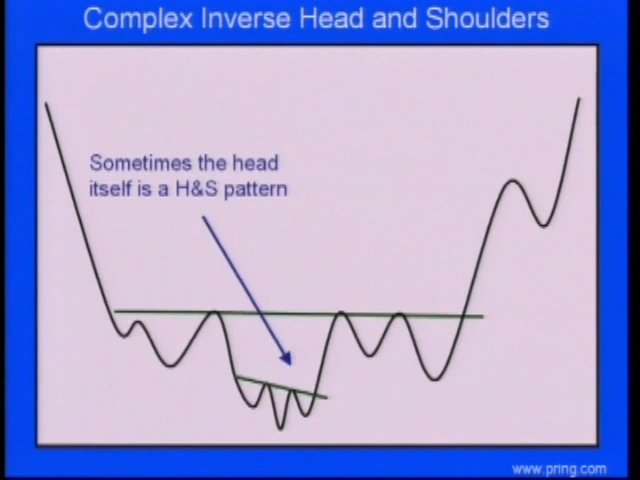 Complex Inverse Head and Shoulders
Sometimes the head
itself is a H&S pattern
www.pring.com